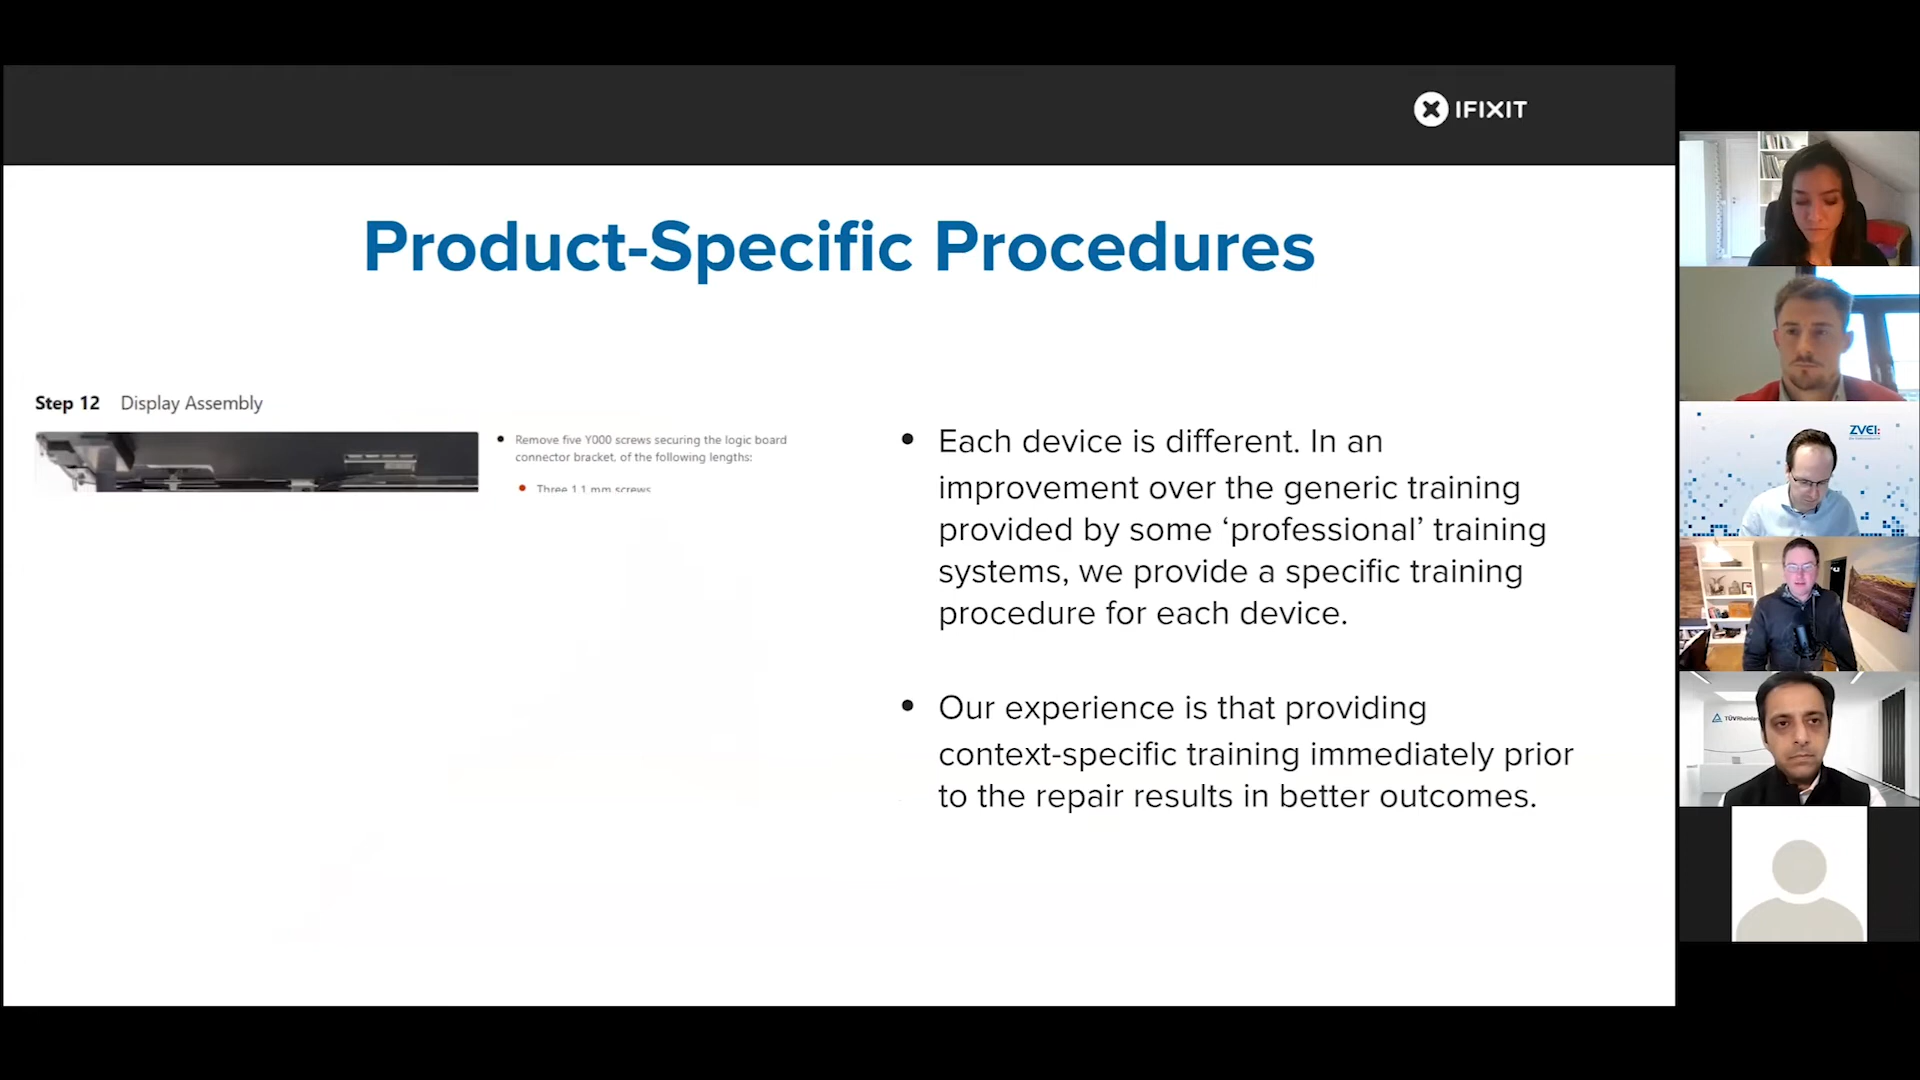 IFIXIT
Product-Specific Procedures
Step 12 Display Assembly
Remove five Y000 screws securing the logic board
connector bracket, of the following lengths:
Three 1.1 mm screws
Each device is different. In an
improvement over the generic training
provided by some ‘professional’ training
systems, we provide a specific training
procedure for each device.
Our experience is that providing
context-specific training immediately prior
to the repair results in better outcomes.
ZVEI:
TÜVRheinlan